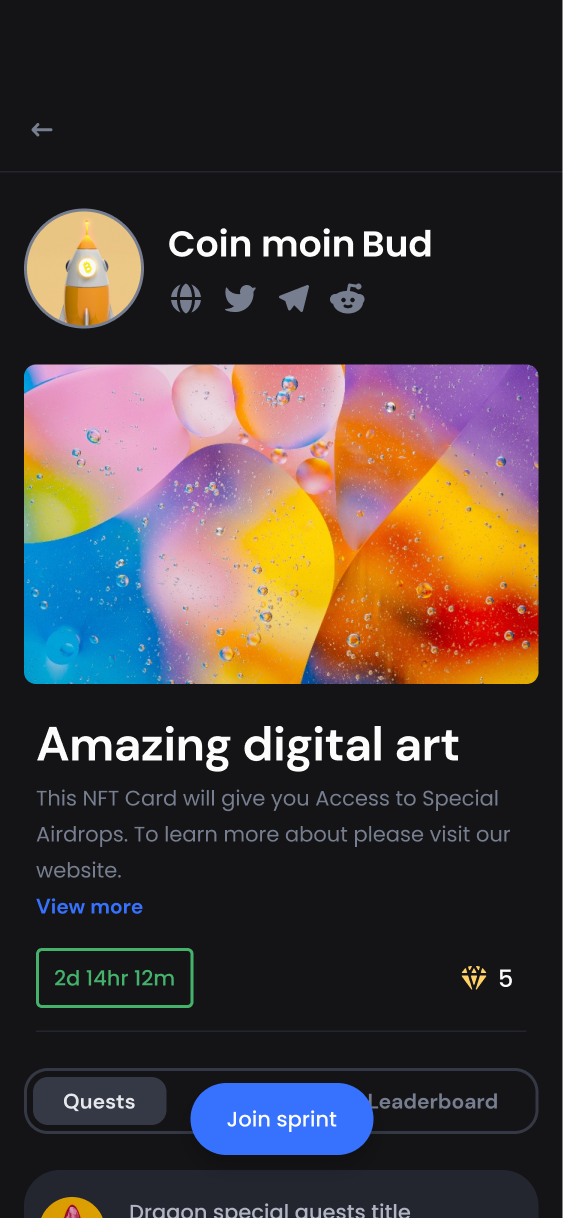 Coin moin Bud
Amazing digital art
This NFT Card will give you Access to Special
Airdrops. To learn more about please visit our
website.
View more
2d 14hr 12m
5
Quests
Join sprint
Leaderboard
Dragon special quests title